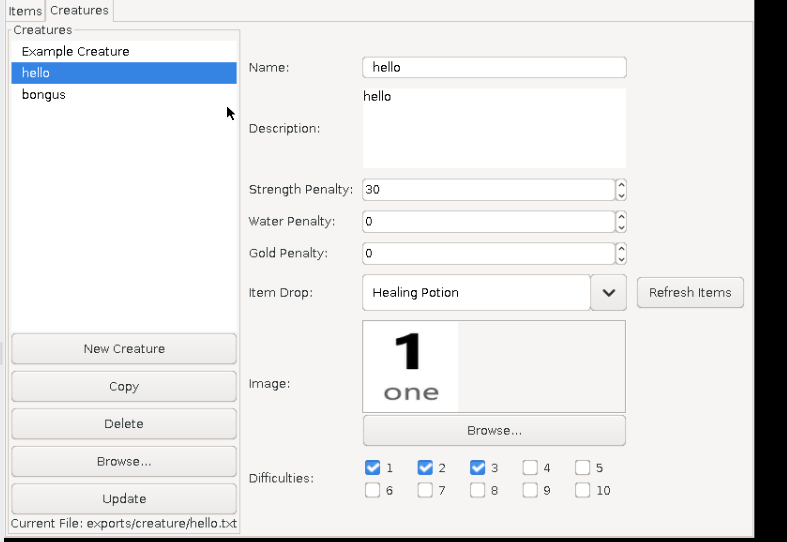 Items Creatures
Creatures
Example Creature
hello
bongus
New Creature
Copy
Delete
Browse...
Update
Current File: exports/creature/hello.txt
Name: hello
Description: hello
Strength Penalty: 30
Water Penalty: 0
Gold Penalty: 0
Item Drop: Healing Potion Refresh Items
Image: 1
one
Browse...
Difficulties: 1 2 3 4 5
6 7 8 9 10